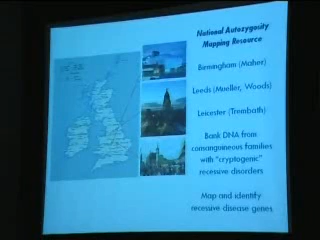 National Autozygosity
Mapping Resource
Birmingham (Maher)
Leeds (Mueller, Woods)
Leicester (Trembath)
Bank DNA from
consanguineous families
with "cryptogenic"
recessive disorders
Map and identify
recessive disease genes